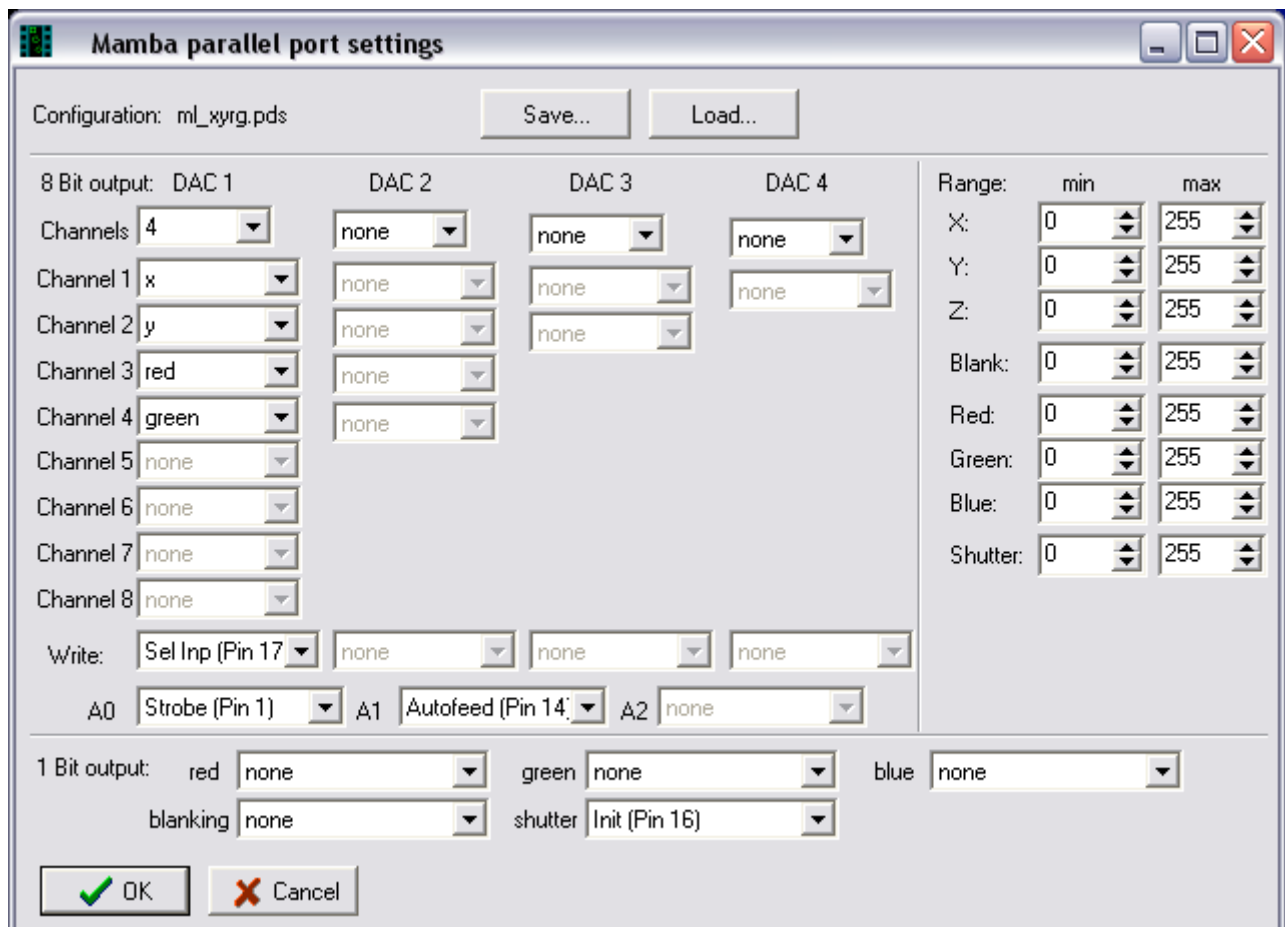 Mamba parallel port settings
Configuration: ml_xyrg.pds Save... Load...
8 Bit output: DAC 1 DAC 2 DAC 3 DAC 4 Range: min max
Channels 4 none none none X: 0 255
Channel 1 x none none none Y: 0 255
Channel 2 y none none Z: 0 255
Channel 3 red none Blank: 0 255
Channel 4 green none Red: 0 255
Channel 5 none Green: 0 255
Channel 6 none Blue: 0 255
Channel 7 none Shutter: 0 255
Channel 8 none
Write: Sel Inp (Pin 17 none none none
A0 Strobe (Pin 1) A1 Autofeed (Pin 14) A2 none
1 Bit output: red none green none blue none
blanking none shutter Init (Pin 16)
OK Cancel